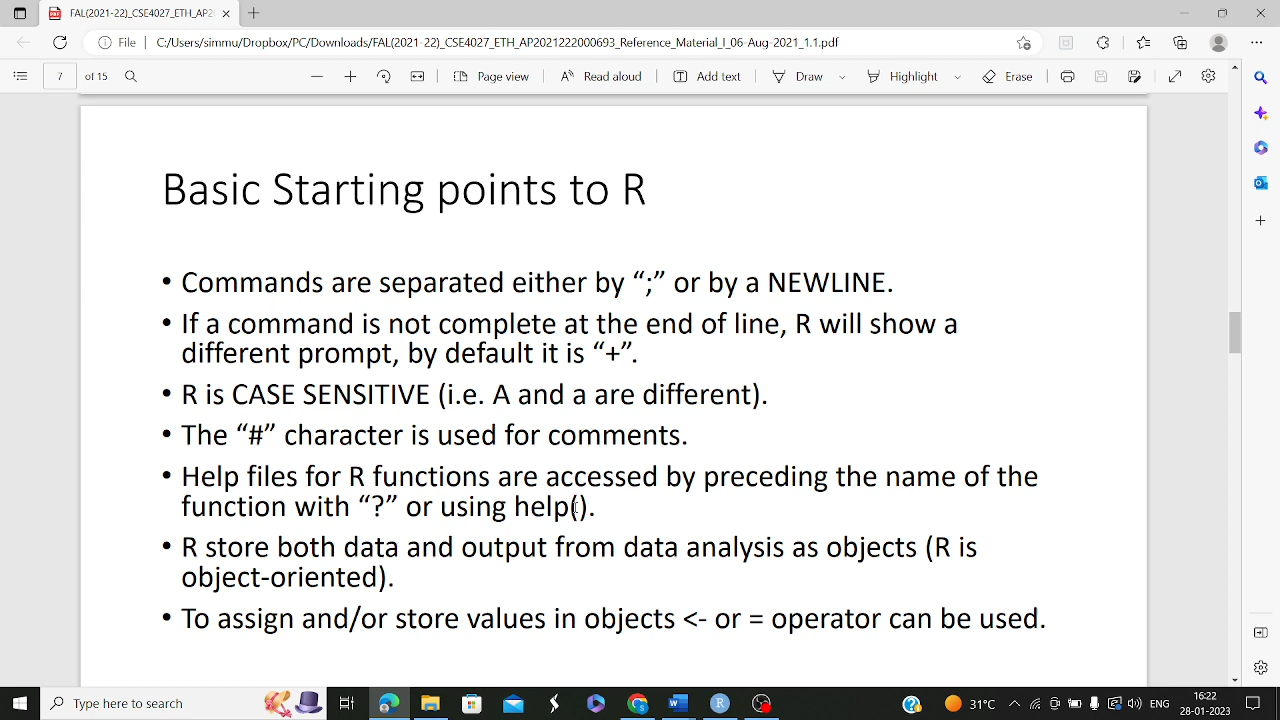 FAL(2021-22)_CSE4027_ETH_AP2
File C:/Users/simmu/Dropbox/PC/Downloads/FAL(2021-22)_CSE4027_ETH_AP2021222000693_Reference_Material_I_06-Aug-2021_1.1.pdf
7 of 15 Page view Read aloud Add text Draw Highlight Erase
Basic Starting points to R
• Commands are separated either by “;” or by a NEWLINE.
• If a command is not complete at the end of line, R will show a
different prompt, by default it is “+”.
• R is CASE SENSITIVE (i.e. A and a are different).
• The “#” character is used for comments.
• Help files for R functions are accessed by preceding the name of the
function with “?” or using help().
• R store both data and output from data analysis as objects (R is
object-oriented).
• To assign and/or store values in objects <- or = operator can be used.
Type here to search 31°C ENG 16:22
28-01-2023